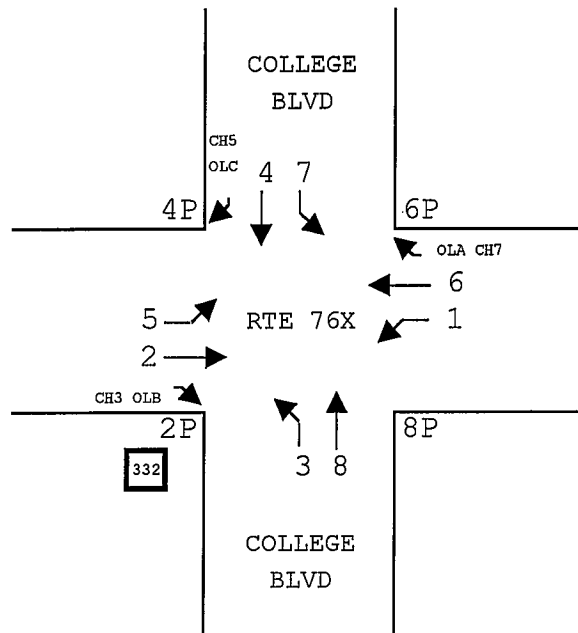 COLLEGE
BLVD
CH5
OLC
4 7
4P
6P
OLA CH7
6
5
RTE 76X
1
2
CH3 OLB
2P
8P
332
3 8
COLLEGE
BLVD